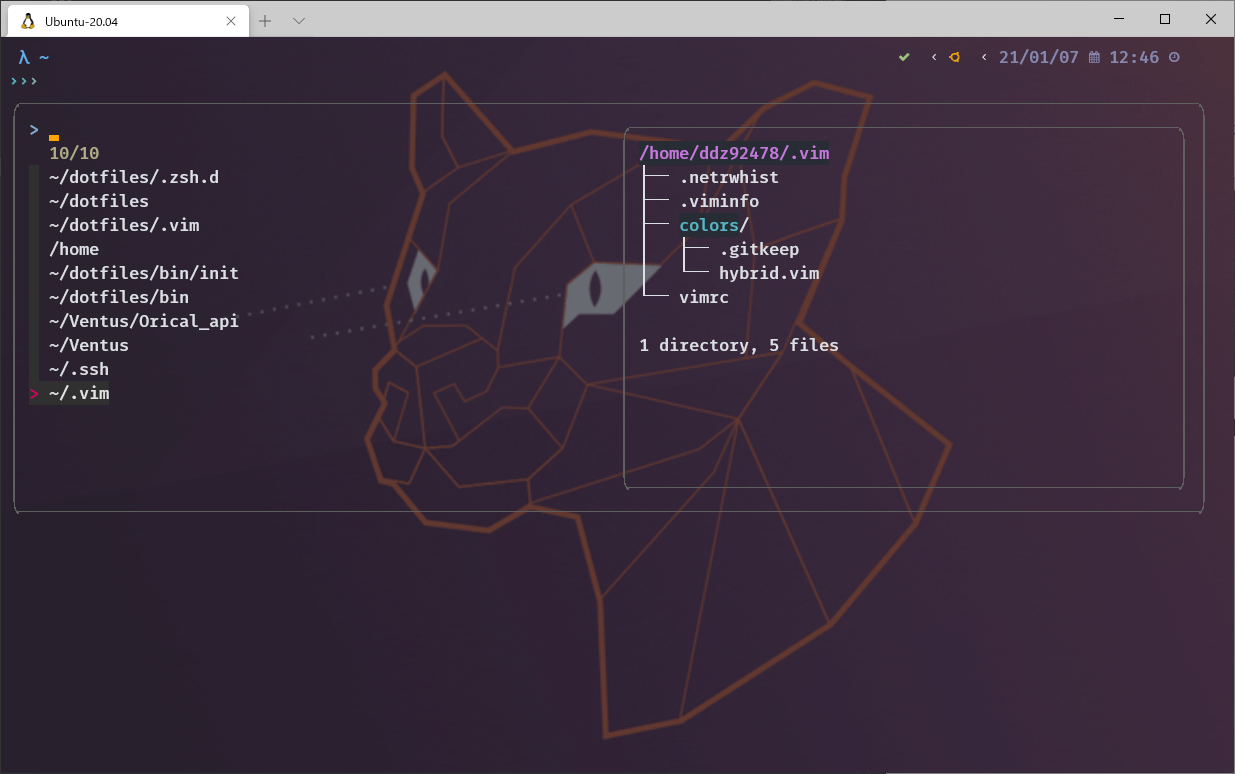 Ubuntu-20.04
λ ~ ‹ ‹ 21/01/07 12:46
›››
>
10/10
~/dotfiles/.zsh.d
~/dotfiles
~/dotfiles/.vim
/home
~/dotfiles/bin/init
~/dotfiles/bin
~/Ventus/Orical_api
~/Ventus
~/.ssh
> ~/.vim
/home/ddz92478/.vim
├── .netrwhist
├── .viminfo
├── colors/
│   ├── .gitkeep
│   └── hybrid.vim
└── vimrc
1 directory, 5 files